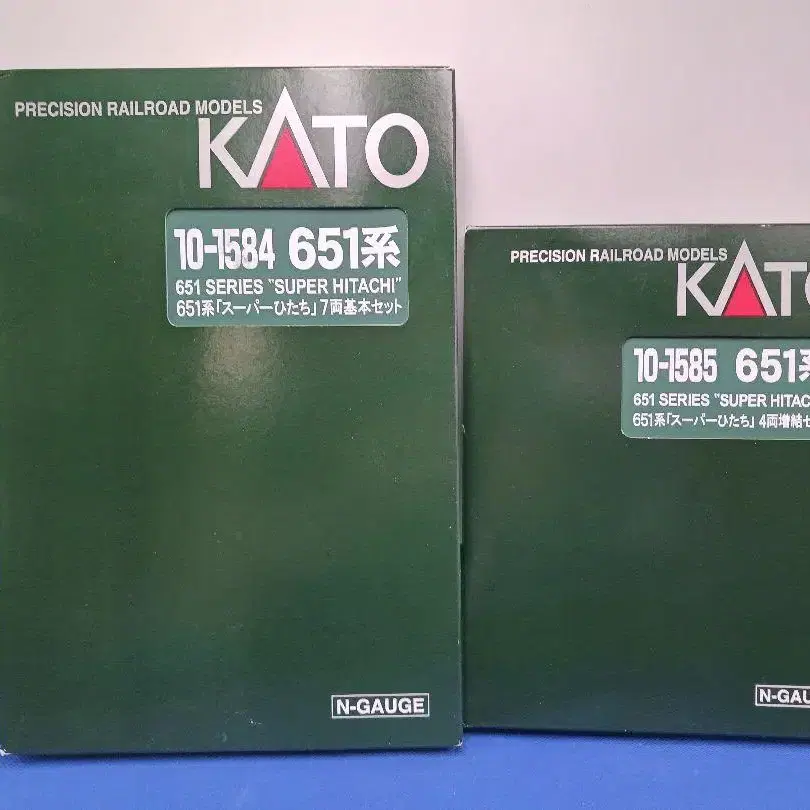 PRECISION RAILROAD MODELS
KATO
10-1584 651系
651 SERIES "SUPER HITACHI"
651系「スーパーひたち」7両基本セット
N-GAUGE
PRECISION RAILROAD MODELS
KATO
10-1585 651系
651 SERIES "SUPER HITAC
651系「スーパーひたち」4両増結セ
N-GAU